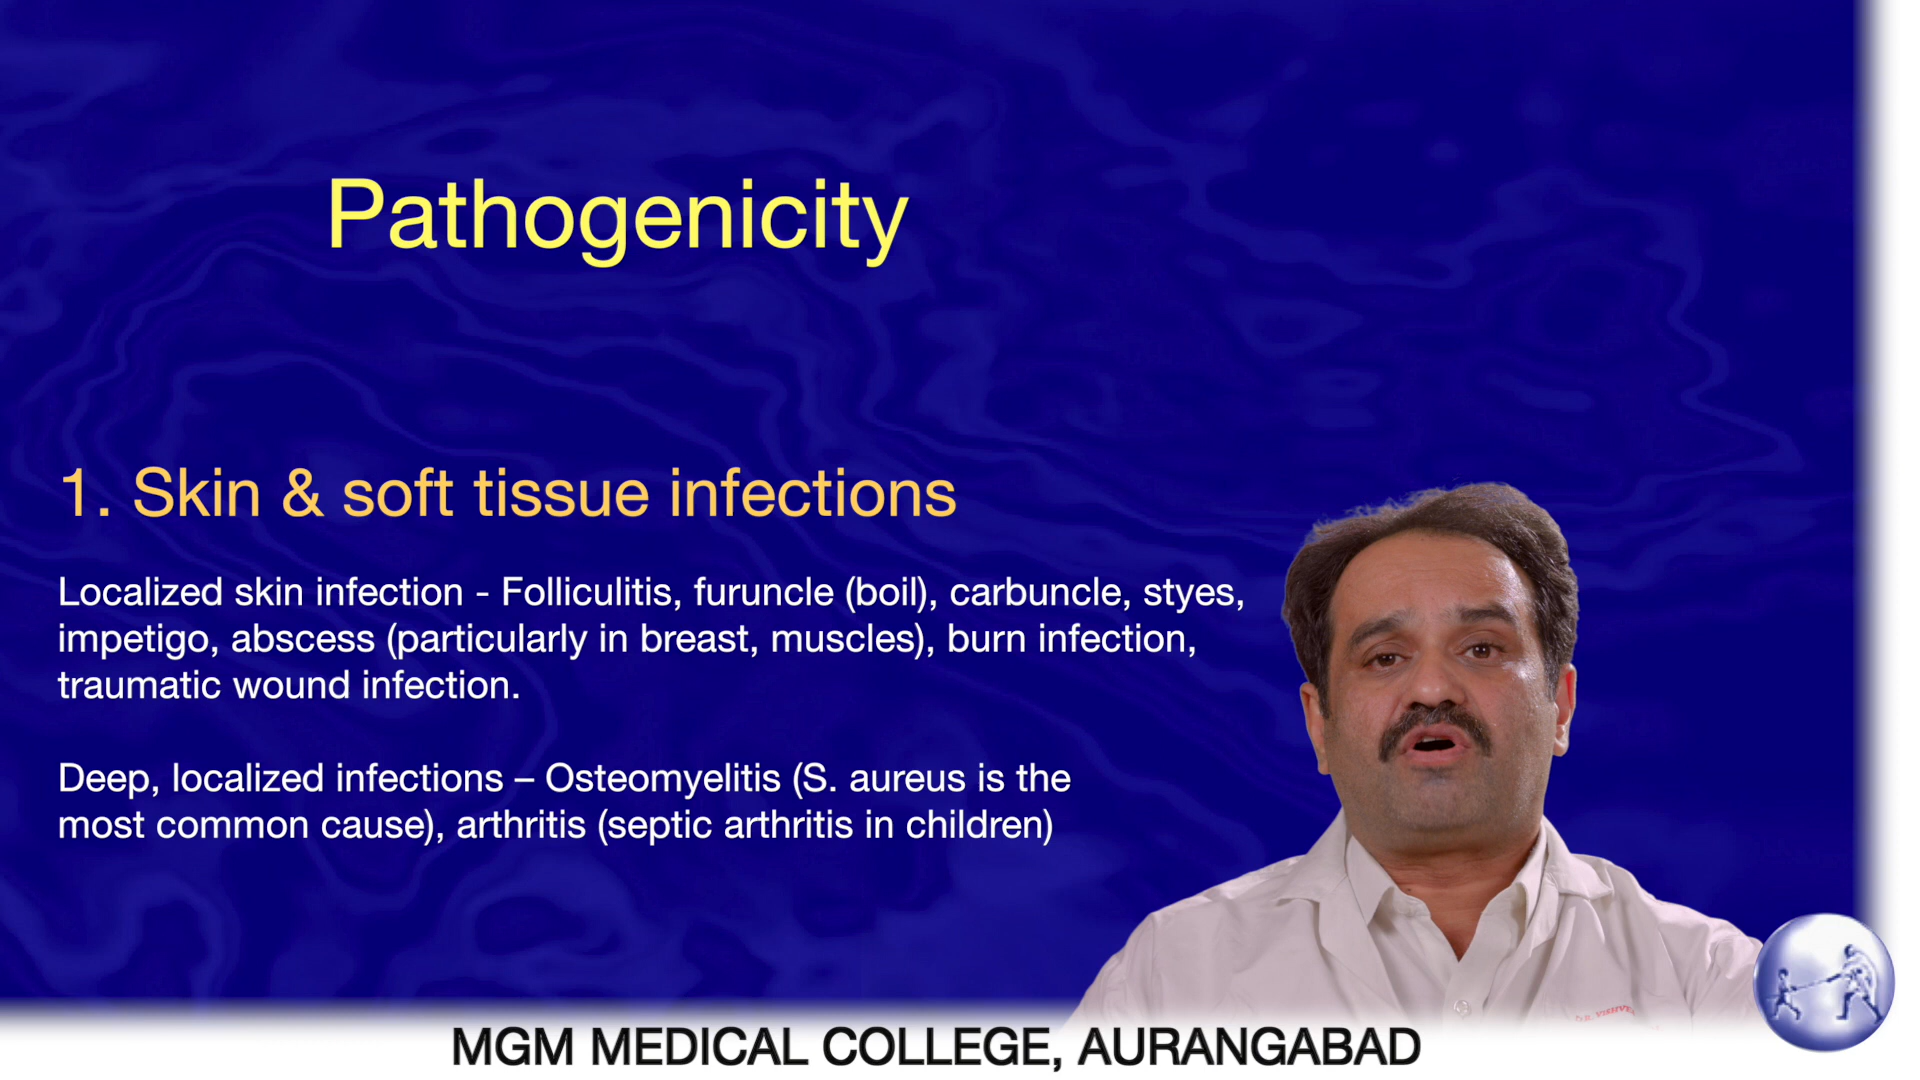 Pathogenicity
1. Skin & soft tissue infections
Localized skin infection - Folliculitis, furuncle (boil), carbuncle, styes,
impetigo, abscess (particularly in breast, muscles), burn infection,
traumatic wound infection.
Deep, localized infections – Osteomyelitis (S. aureus is the
most common cause), arthritis (septic arthritis in children)
MGM MEDICAL COLLEGE, AURANGABAD